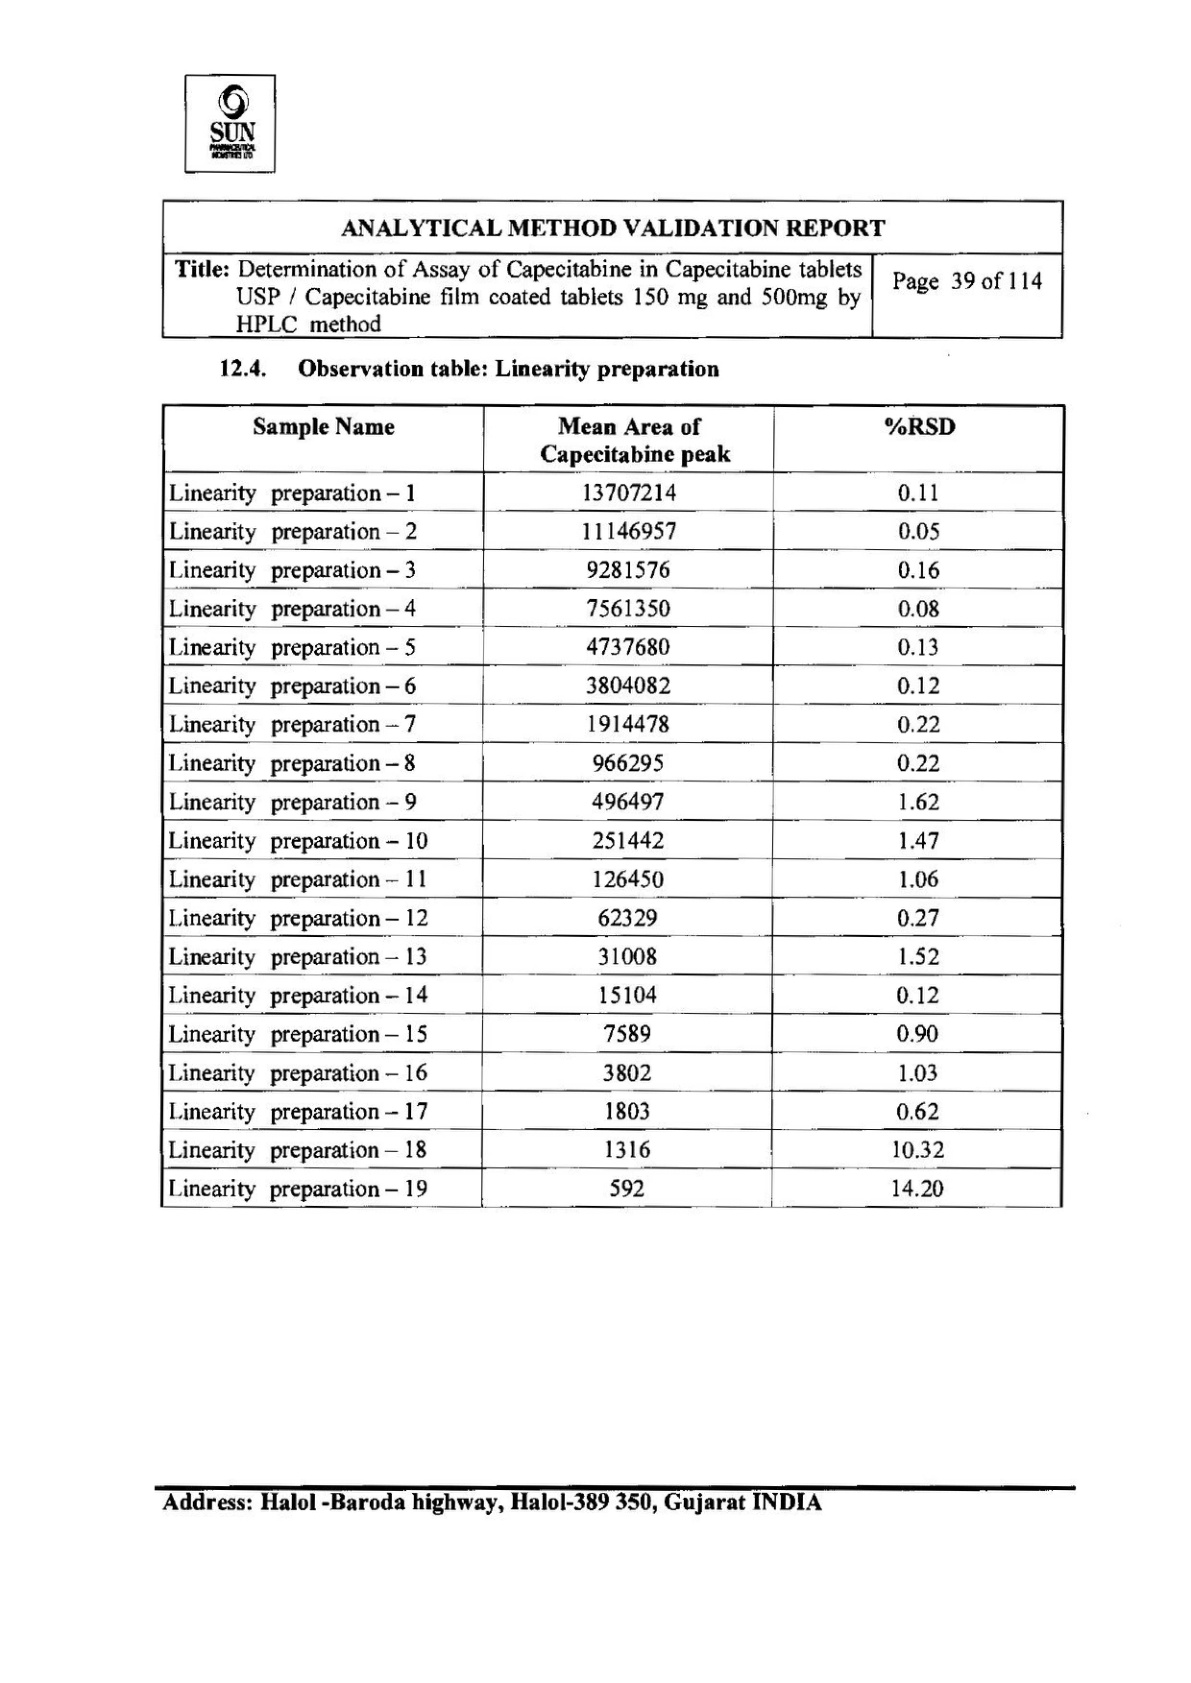 SUN
PHARMACEUTICAL
INDUSTRIES LTD
ANALYTICAL METHOD VALIDATION REPORT
Title: Determination of Assay of Capecitabine in Capecitabine tablets
USP / Capecitabine film coated tablets 150 mg and 500mg by
HPLC method
Page 39 of 114
12.4. Observation table: Linearity preparation
Sample Name Mean Area of %RSD
Capecitabine peak
Linearity preparation – 1 13707214 0.11
Linearity preparation – 2 11146957 0.05
Linearity preparation – 3 9281576 0.16
Linearity preparation – 4 7561350 0.08
Linearity preparation – 5 4737680 0.13
Linearity preparation – 6 3804082 0.12
Linearity preparation – 7 1914478 0.22
Linearity preparation – 8 966295 0.22
Linearity preparation – 9 496497 1.62
Linearity preparation – 10 251442 1.47
Linearity preparation – 11 126450 1.06
Linearity preparation – 12 62329 0.27
Linearity preparation – 13 31008 1.52
Linearity preparation – 14 15104 0.12
Linearity preparation – 15 7589 0.90
Linearity preparation – 16 3802 1.03
Linearity preparation – 17 1803 0.62
Linearity preparation – 18 1316 10.32
Linearity preparation – 19 592 14.20
Address: Halol -Baroda highway, Halol-389 350, Gujarat INDIA